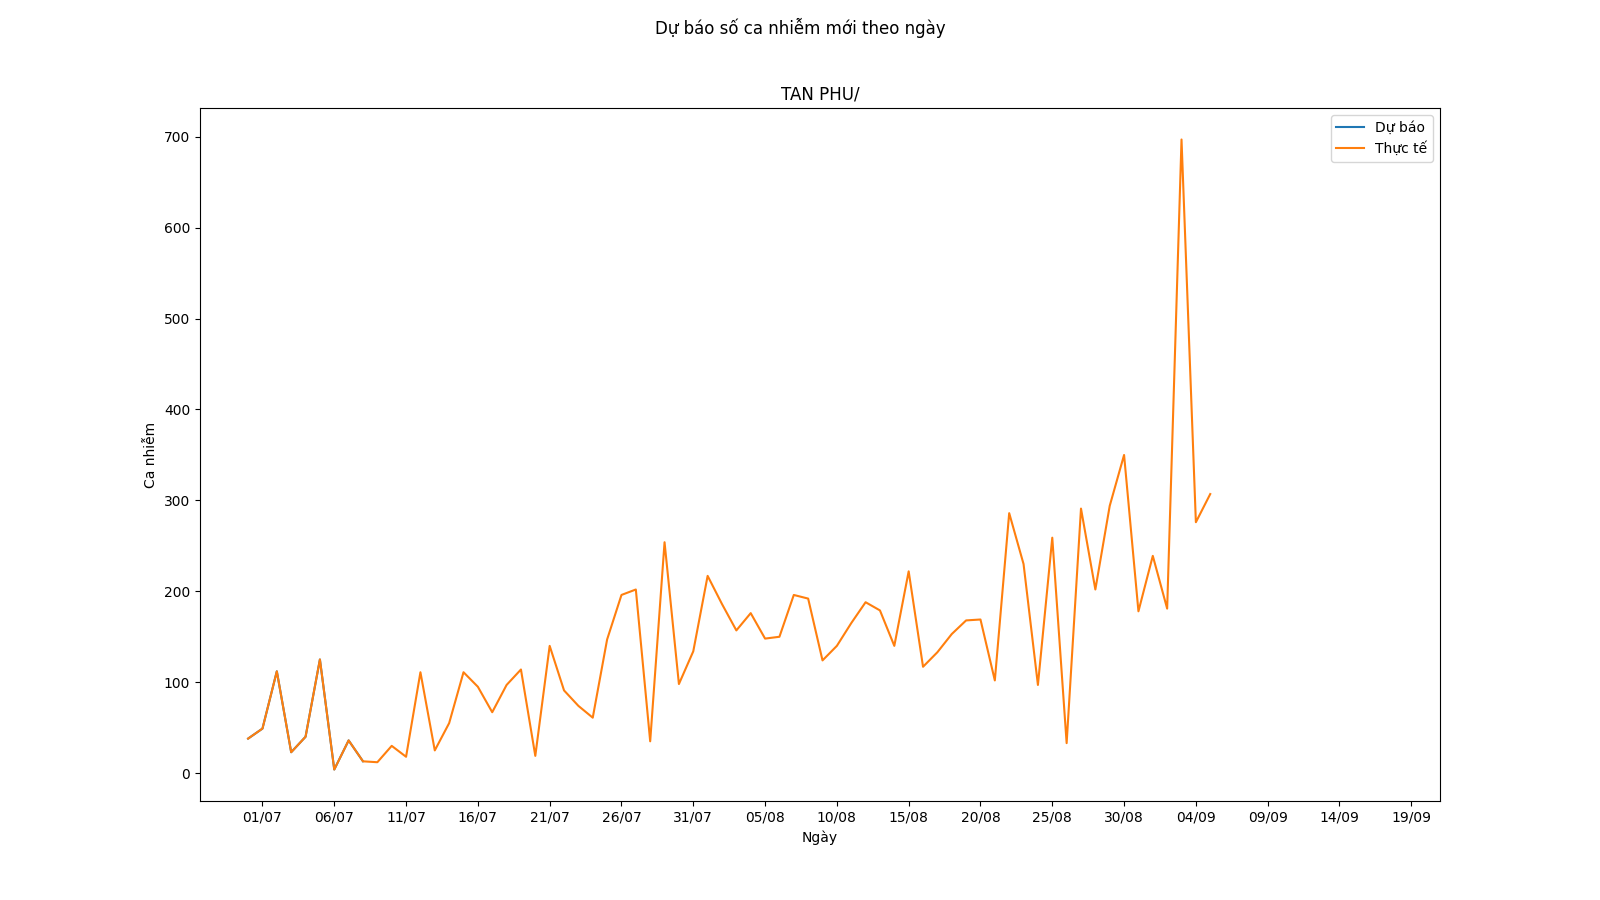 Dự báo số ca nhiễm mới theo ngày
TAN PHU/
Dự báo
Thực tế
700
600
500
400
300
200
100
0
Ca nhiễm
01/07 06/07 11/07 16/07 21/07 26/07 31/07 05/08 10/08 15/08 20/08 25/08 30/08 04/09 09/09 14/09 19/09
Ngày